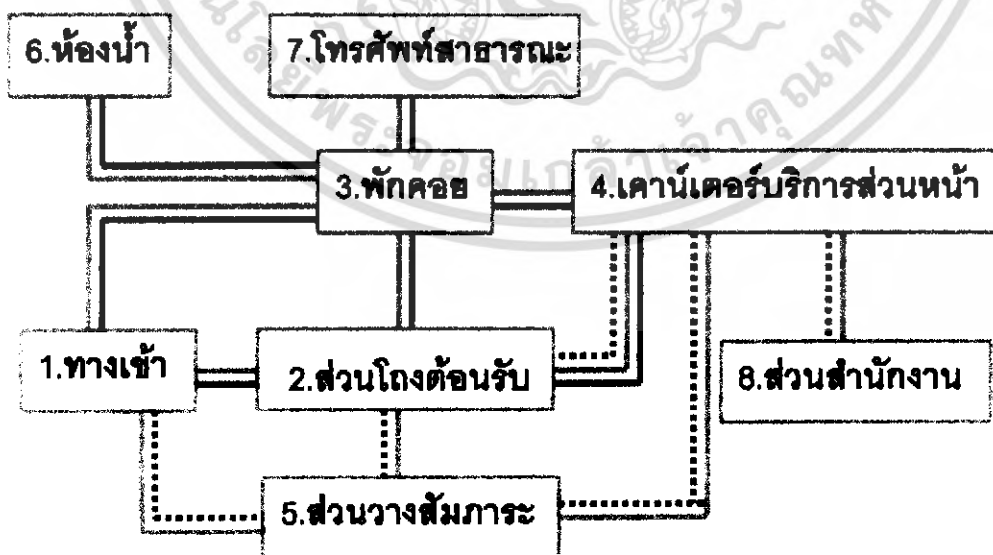 6.ห้องน้ำ
7.โทรศัพท์สาธารณะ
3.พักคอย
4.เคาน์เตอร์บริการส่วนหน้า
1.ทางเข้า
2.ส่วนโถงต้อนรับ
8.ส่วนสำนักงาน
5.ส่วนวางสัมภาระ